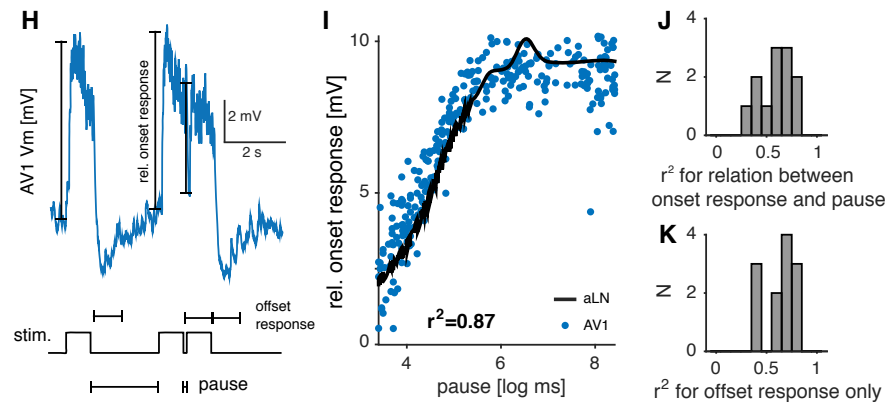 H
AV1 Vm [mV]
rel. onset response
2 mV
2 s
offset
response
stim.
pause
I
rel. onset response [mV]
10
5
0
4
6
8
pause [log ms]
r²=0.87
aLN
AV1
J
N
4
2
0
0
0.5
1
r² for relation between
onset response and pause
K
N
4
2
0
0
0.5
1
r² for offset response only